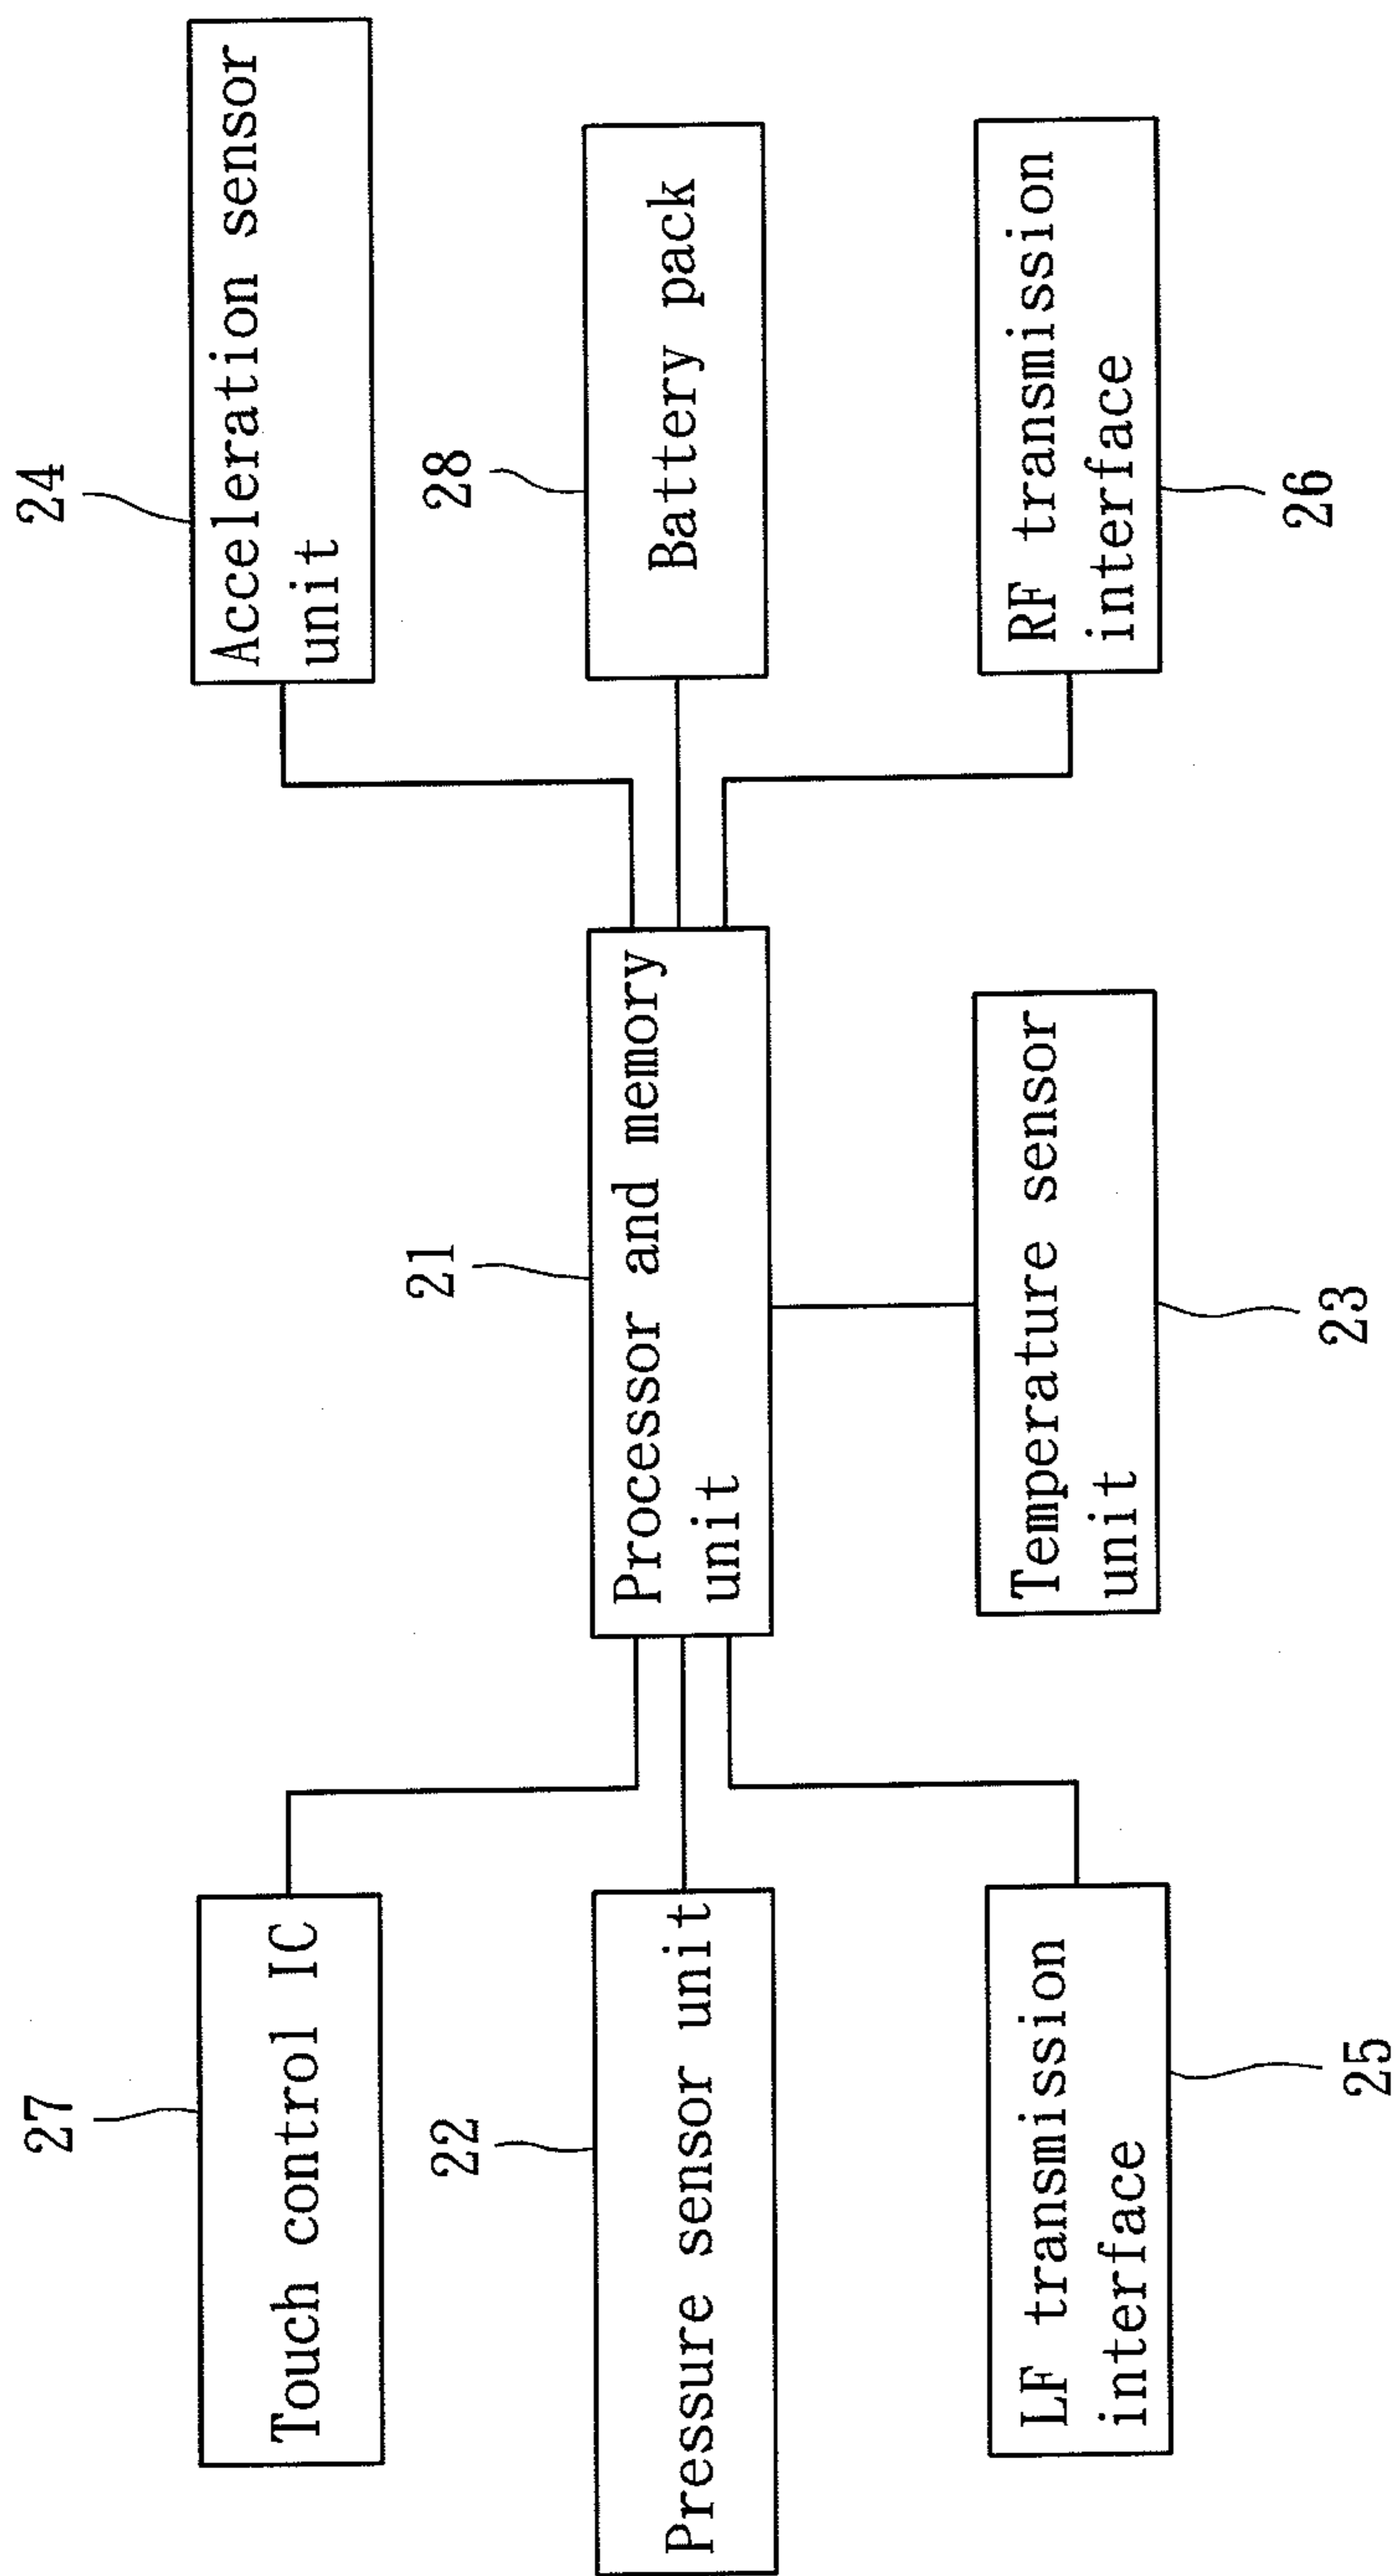 27
Touch control IC
24
Acceleration sensor
unit
22
Pressure sensor unit
21
Processor and memory
unit
28
Battery pack
LF transmission
interface
25
Temperature sensor
unit
23
RF transmission
interface
26